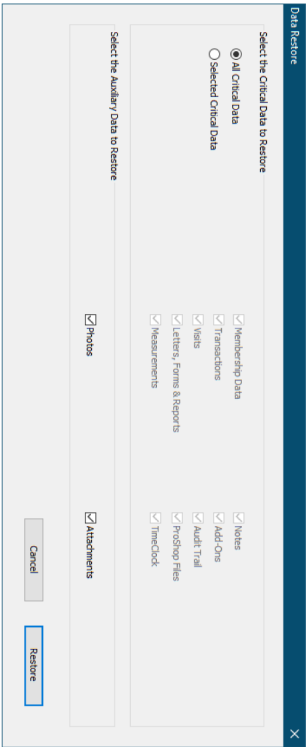 Data Restore
Select the Critical Data to Restore
All Critical Data
Selected Critical Data
Membership Data
Notes
Transactions
Add-Ons
Visits
Audit Trail
Letters, Forms & Reports
ProShop Files
Measurements
TimeClock
Select the Auxiliary Data to Restore
Photos
Attachments
Cancel
Restore